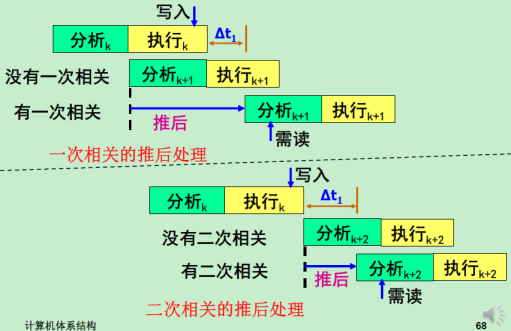 写入
分析k 执行k Δt1
没有一次相关 分析k+1 执行k+1
有一次相关 推后 分析k+1 执行k+1
需读
一次相关的推后处理
写入
分析k 执行k Δt1
没有二次相关 分析k+2 执行k+2
有二次相关 推后 分析k+2 执行k+2
需读
二次相关的推后处理
计算机体系结构 68